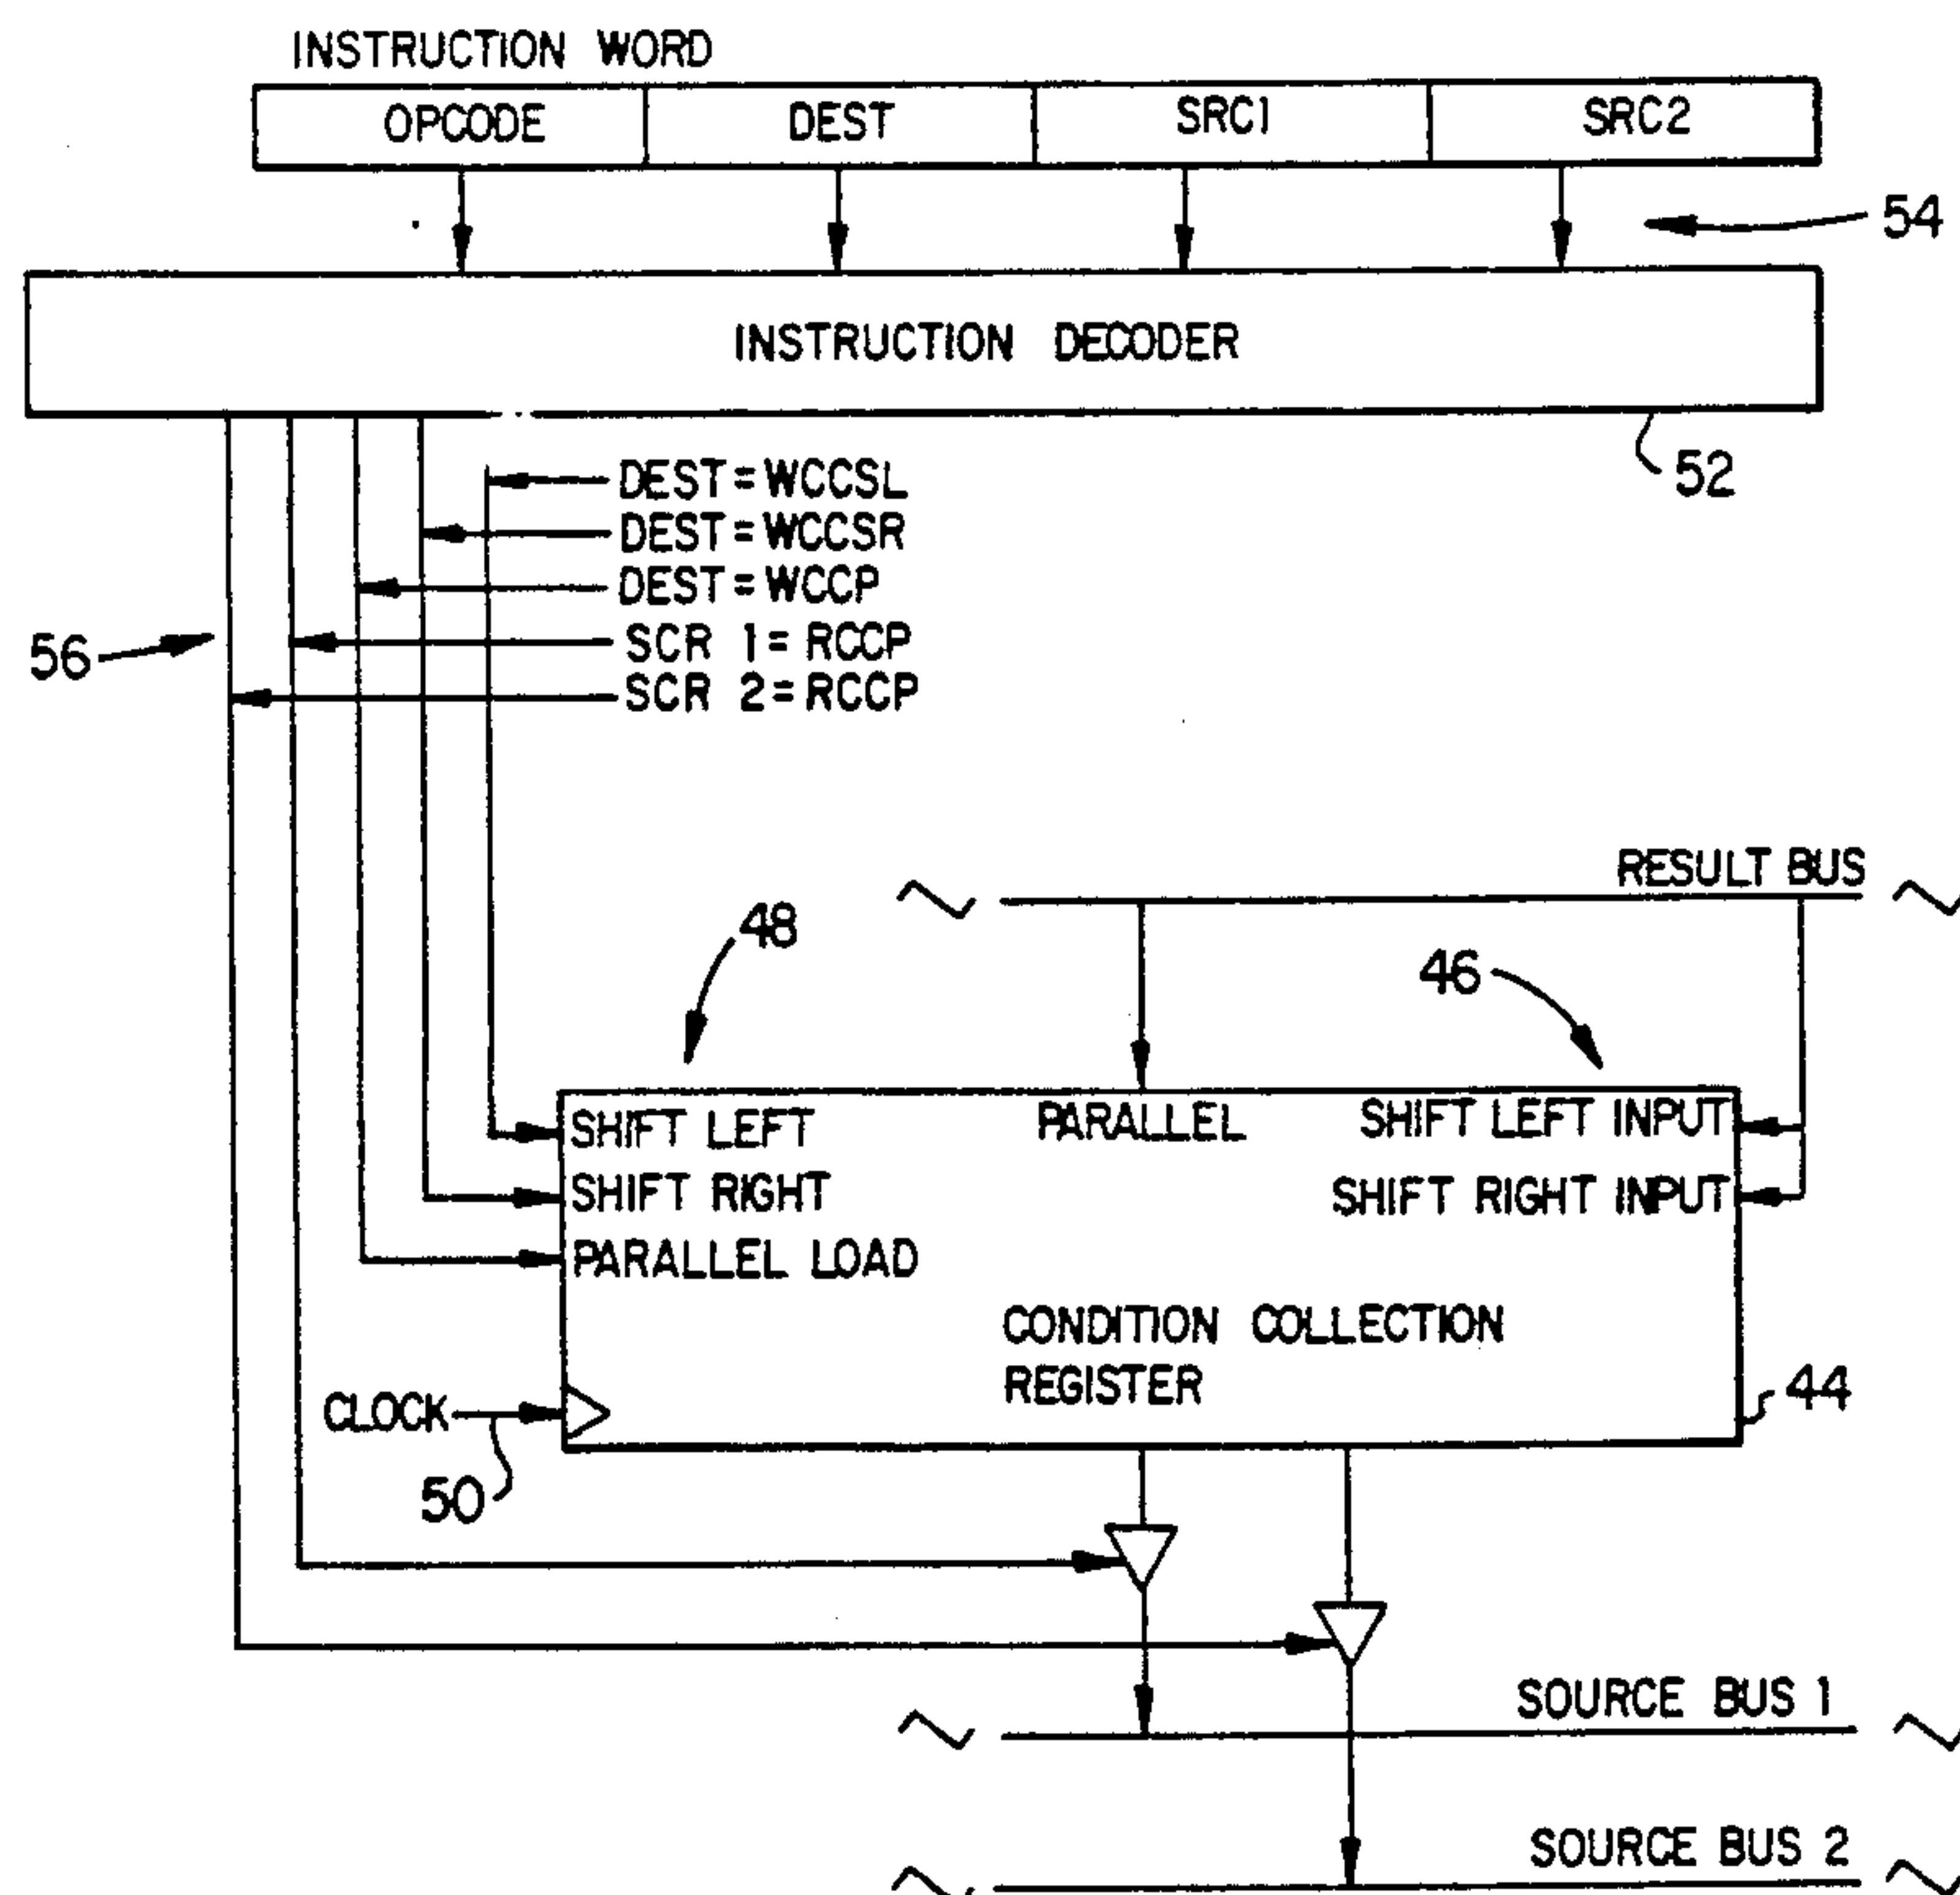 INSTRUCTION WORD
OPCODE DEST SRC1 SRC2
54
INSTRUCTION DECODER
52
DEST=WCCSL
DEST=WCCSR
DEST=WCCP
SCR 1=RCCP
SCR 2=RCCP
56
RESULT BUS
48
46
SHIFT LEFT PARALLEL SHIFT LEFT INPUT
SHIFT RIGHT SHIFT RIGHT INPUT
PARALLEL LOAD
CONDITION COLLECTION
REGISTER
44
CLOCK
50
SOURCE BUS 1
SOURCE BUS 2